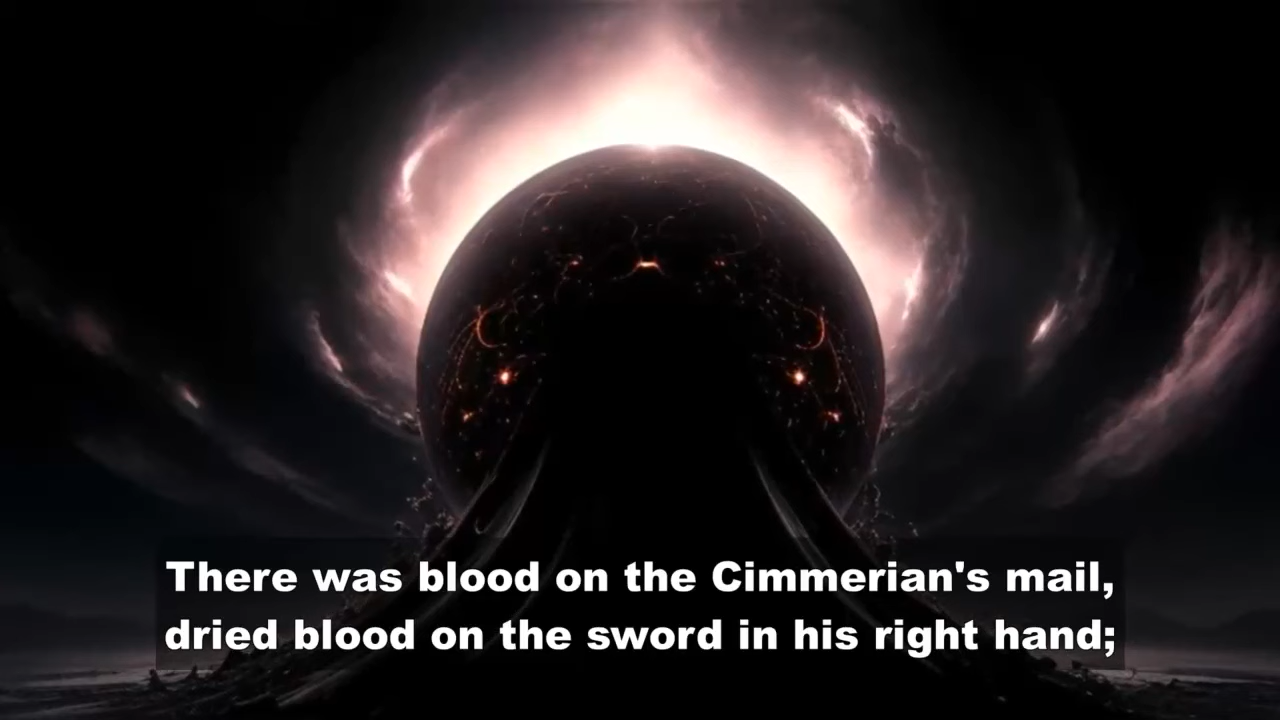 There was blood on the Cimmerian's mail,
dried blood on the sword in his right hand;